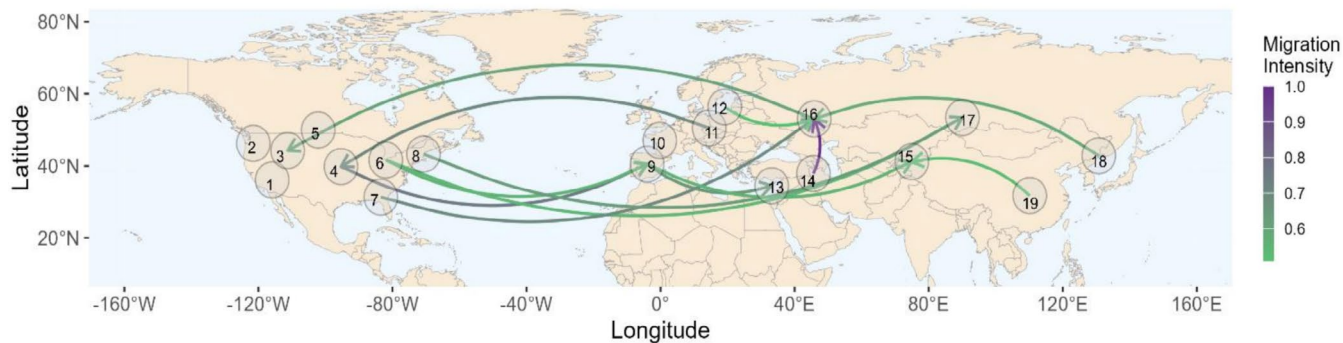 80°N
60°N
40°N
20°N
Latitude
1
2
3
4
5
6
7
8
9
10
11
12
13
14
15
16
17
18
19
-160°W
-120°W
-80°W
-40°W
0
40°E
80°E
120°E
160°E
Longitude
Migration
Intensity
1.0
0.9
0.8
0.7
0.6